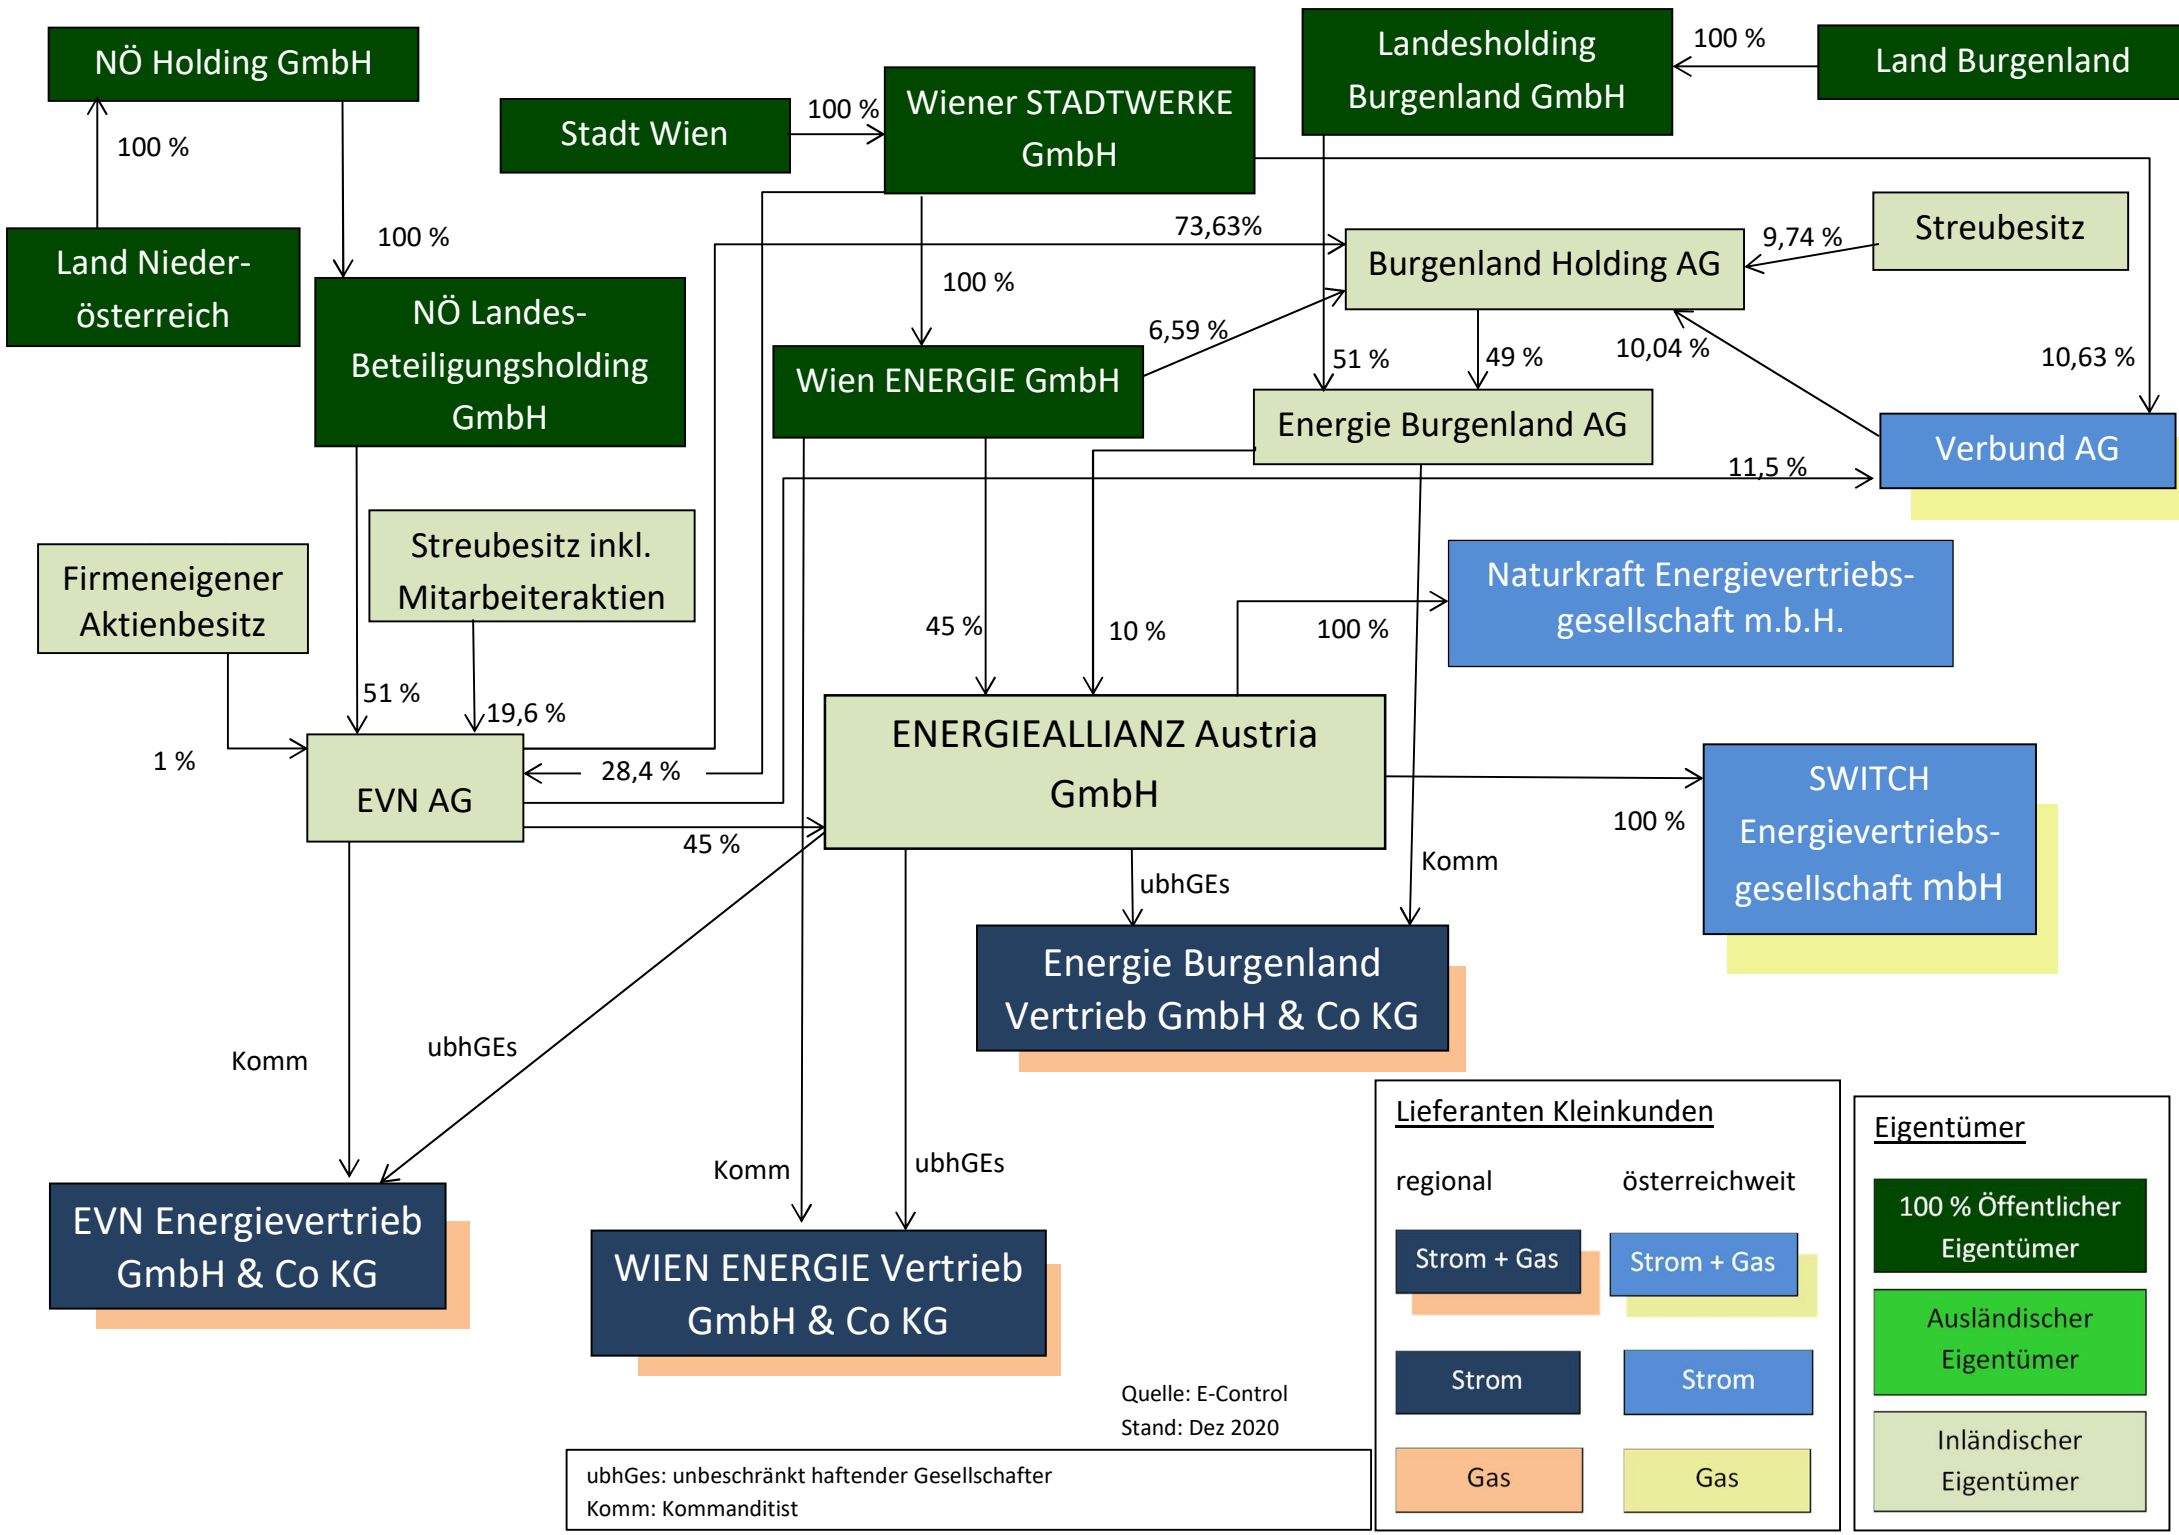 NÖ Holding GmbH
100 %
Land Nieder-
österreich
100 %
NÖ Landes-
Beteiligungsholding
GmbH
Stadt Wien
100 %
Wiener STADTWERKE
GmbH
Landesholding
Burgenland GmbH
100 %
Land Burgenland
73,63%
Burgenland Holding AG
9,74 %
Streubesitz
100 %
6,59 %
Wien ENERGIE GmbH
51 %
49 %
10,04 %
10,63 %
Energie Burgenland AG
Verbund AG
11,5 %
Firmeneigener
Aktienbesitz
Streubesitz inkl.
Mitarbeiteraktien
Naturkraft Energievertriebs-
gesellschaft m.b.H.
45 %
10 %
100 %
51 %
19,6 %
1 %
EVN AG
28,4 %
45 %
ENERGIEALLIANZ Austria
GmbH
100 %
SWITCH
Energievertriebs-
gesellschaft mbH
ubhGEs
Komm
Energie Burgenland
Vertrieb GmbH & Co KG
Komm
ubhGEs
Komm
ubhGEs
EVN Energievertrieb
GmbH & Co KG
WIEN ENERGIE Vertrieb
GmbH & Co KG
Quelle: E-Control
Stand: Dez 2020
ubhGes: unbeschränkt haftender Gesellschafter
Komm: Kommanditist
Lieferanten Kleinkunden
regional
österreichweit
Strom + Gas
Strom + Gas
Strom
Strom
Gas
Gas
Eigentümer
100 % Öffentlicher
Eigentümer
Ausländischer
Eigentümer
Inländischer
Eigentümer